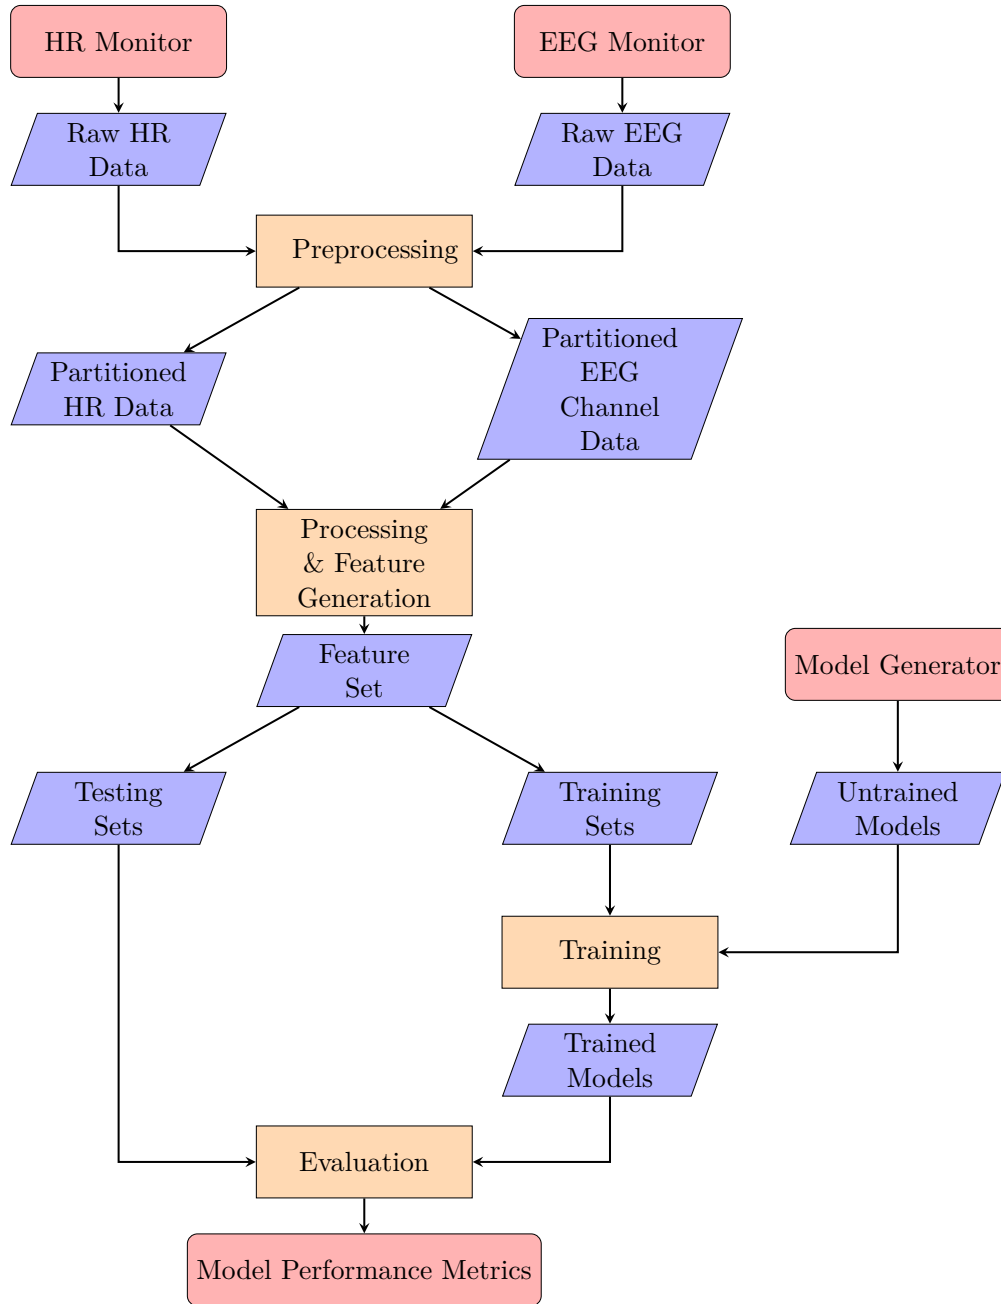 HR Monitor
EEG Monitor
Raw HR
Data
Raw EEG
Data
Preprocessing
Partitioned
HR Data
Partitioned
EEG
Channel
Data
Processing
& Feature
Generation
Feature
Set
Model Generator
Testing
Sets
Training
Sets
Untrained
Models
Training
Trained
Models
Evaluation
Model Performance Metrics